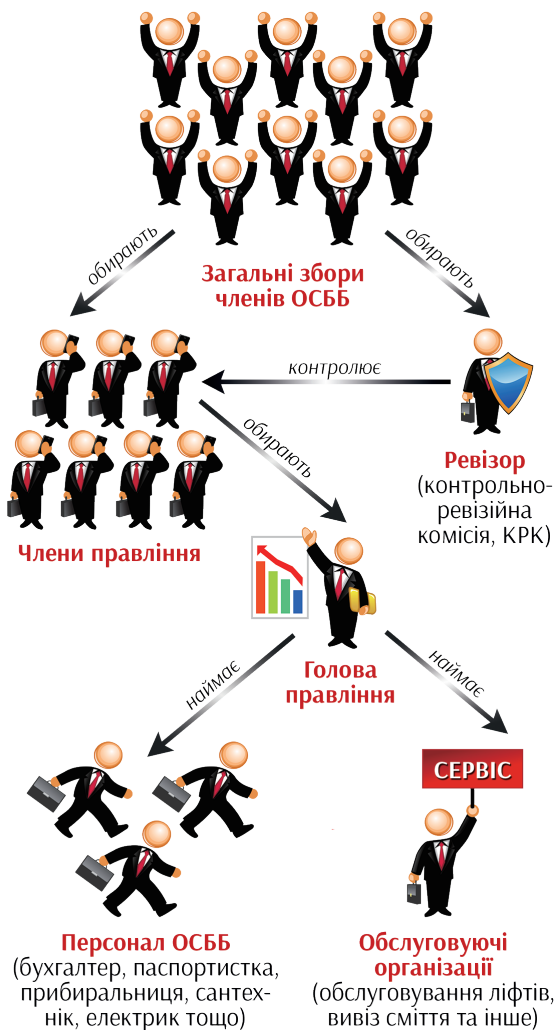 обирають
обирають
Загальні збори
членів ОСББ
контролює
обирають
Ревізор
(контрольно-
ревізійна
комісія, КРК)
Члени правління
Голова
правління
наймає
наймає
СЕРВІС
Персонал ОСББ
(бухгалтер, паспортистка,
прибиральниця, сантех-
нік, електрик тощо)
Обслуговуючі
організації
(обслуговування ліфтів,
вивіз сміття та інше)